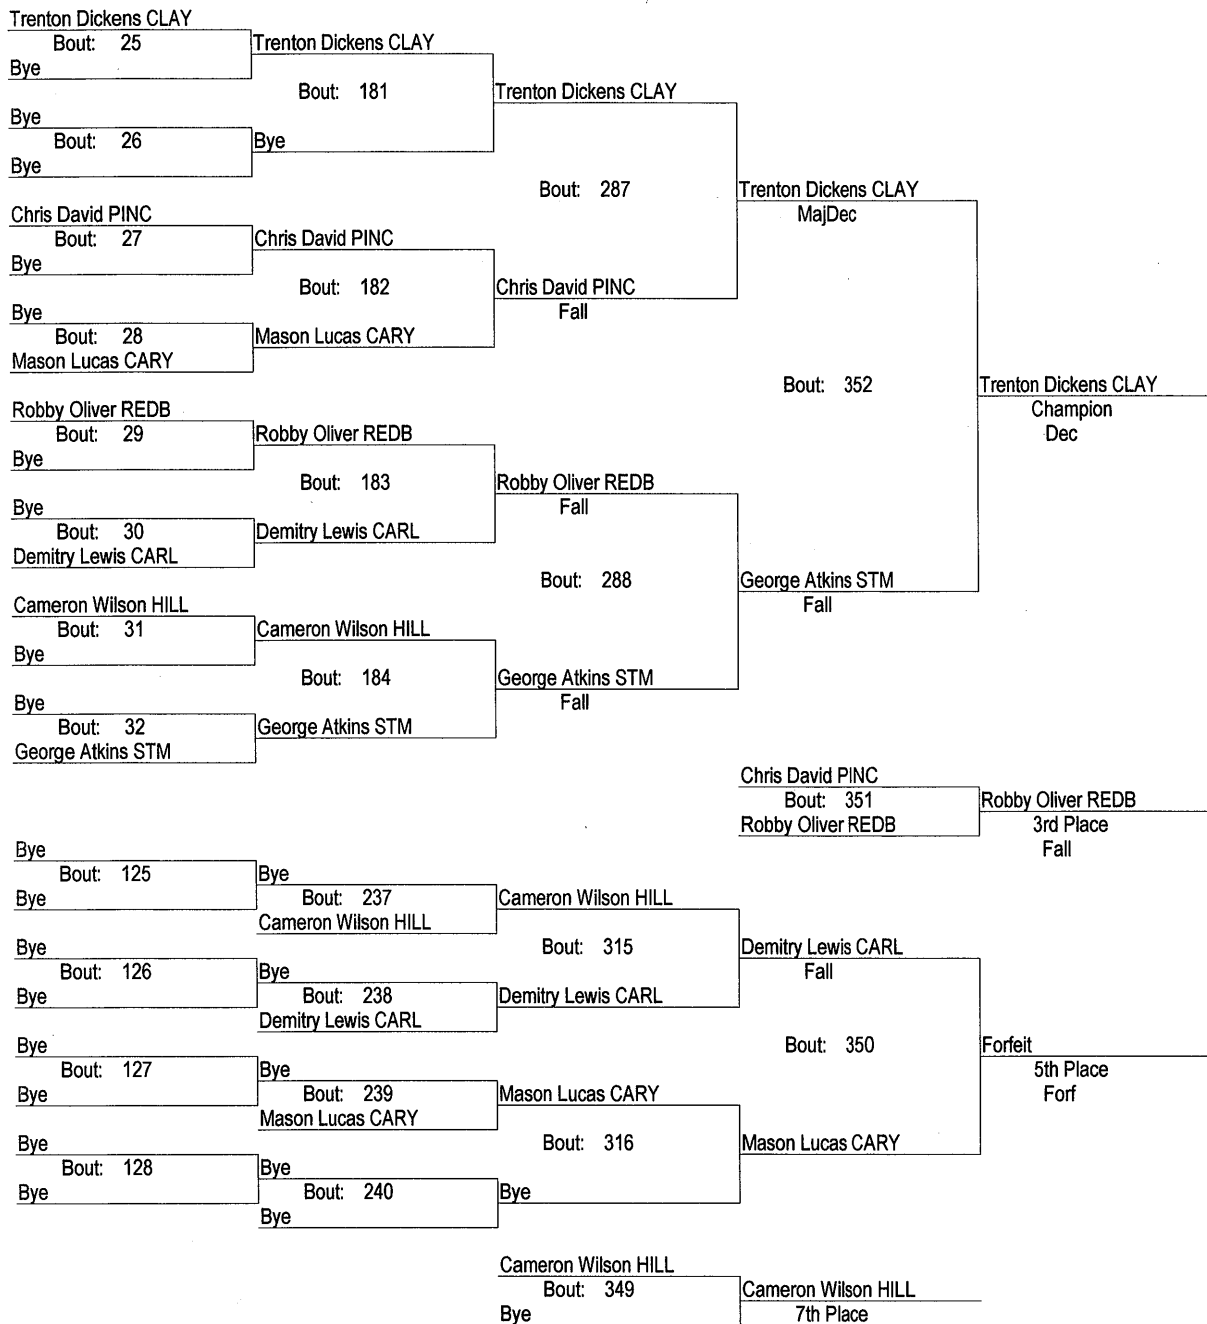 Trenton Dickens CLAY
Bout: 25
Bye
Trenton Dickens CLAY
Bout: 181
Trenton Dickens CLAY
Bye
Bout: 26
Bye
Bye
Bout: 287
Trenton Dickens CLAY
MajDec
Chris David PINC
Bout: 27
Bye
Chris David PINC
Bout: 182
Chris David PINC
Fall
Bye
Bout: 28
Mason Lucas CARY
Mason Lucas CARY
Bout: 352
Trenton Dickens CLAY
Champion
Dec
Robby Oliver REDB
Bout: 29
Bye
Robby Oliver REDB
Bout: 183
Robby Oliver REDB
Fall
Bye
Bout: 30
Demitry Lewis CARL
Demitry Lewis CARL
Bout: 288
George Atkins STM
Fall
Cameron Wilson HILL
Bout: 31
Bye
Cameron Wilson HILL
Bout: 184
George Atkins STM
Fall
Bye
Bout: 32
George Atkins STM
George Atkins STM
Chris David PINC
Bout: 351
Robby Oliver REDB
Robby Oliver REDB
3rd Place
Fall
Bye
Bout: 125
Bye
Bye
Bout: 237
Cameron Wilson HILL
Cameron Wilson HILL
Bout: 315
Demitry Lewis CARL
Fall
Bye
Bout: 126
Bye
Bye
Bout: 238
Demitry Lewis CARL
Demitry Lewis CARL
Bout: 350
Forfeit
5th Place
Forf
Bye
Bout: 127
Bye
Bye
Bout: 239
Mason Lucas CARY
Mason Lucas CARY
Bout: 316
Mason Lucas CARY
Bye
Bout: 128
Bye
Bye
Bout: 240
Bye
Bye
Cameron Wilson HILL
Bout: 349
Bye
Cameron Wilson HILL
7th Place